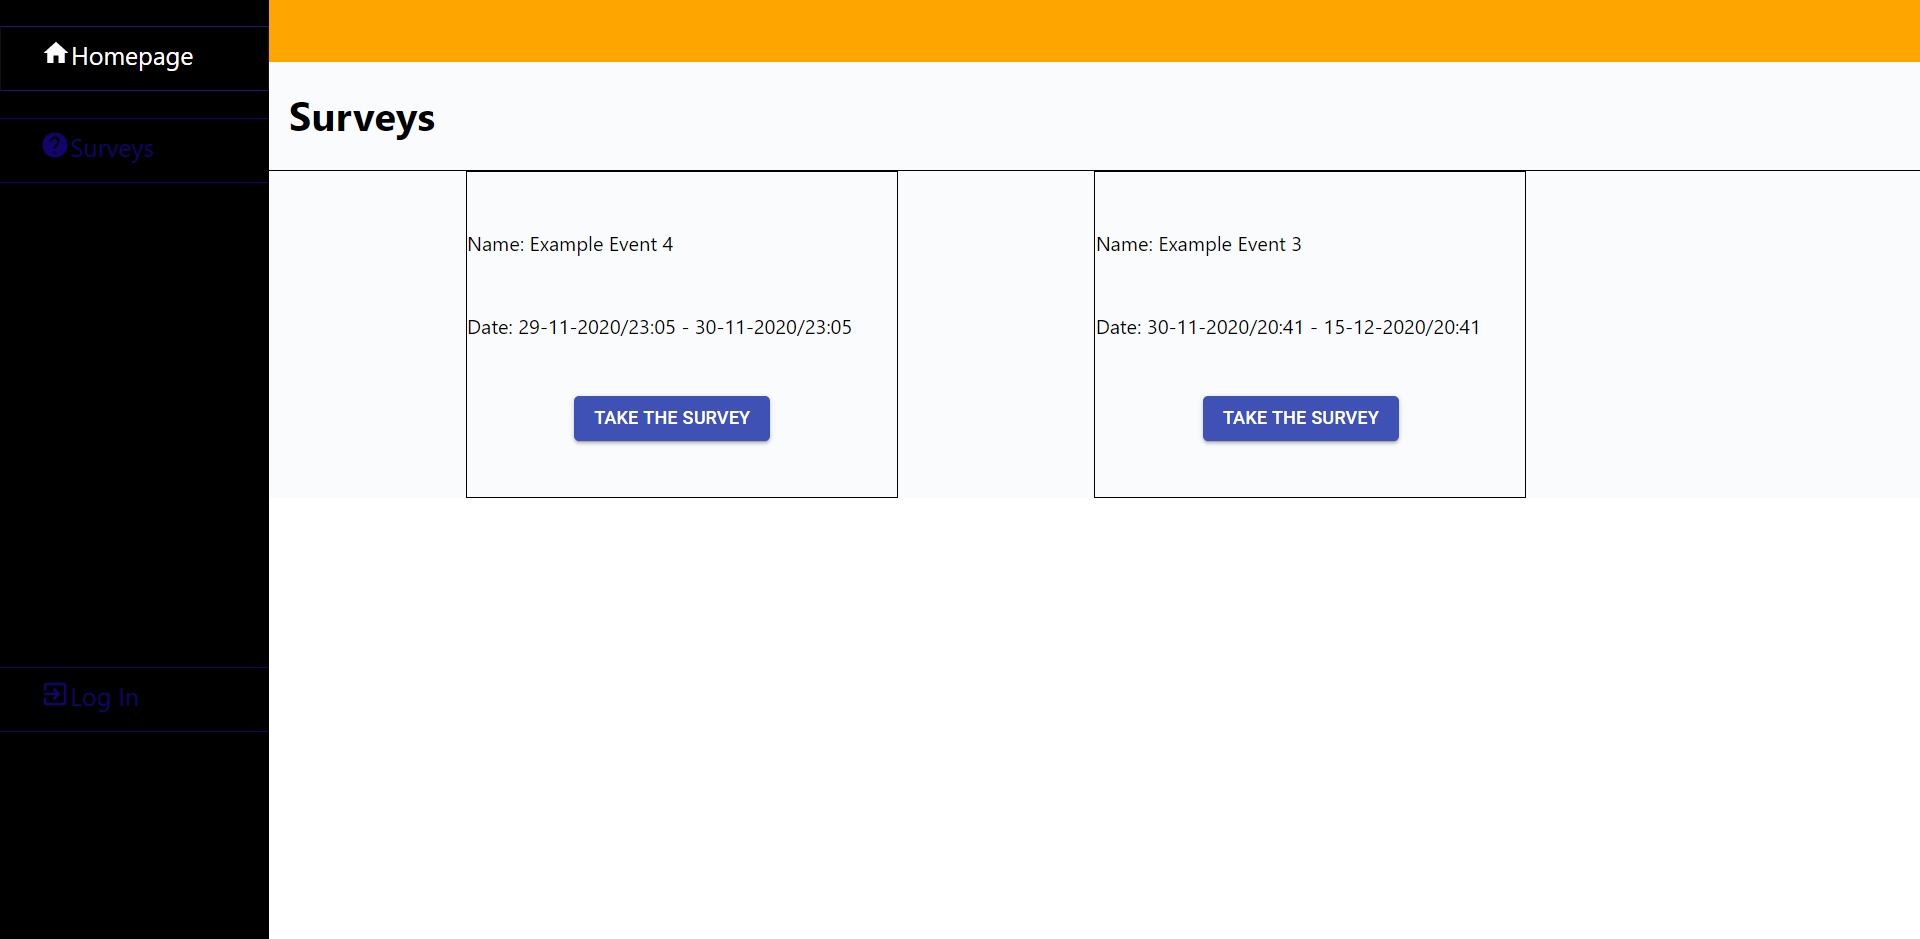 Homepage
Surveys
Log In
Surveys
Name: Example Event 4
Date: 29-11-2020/23:05 - 30-11-2020/23:05
TAKE THE SURVEY
Name: Example Event 3
Date: 30-11-2020/20:41 - 15-12-2020/20:41
TAKE THE SURVEY